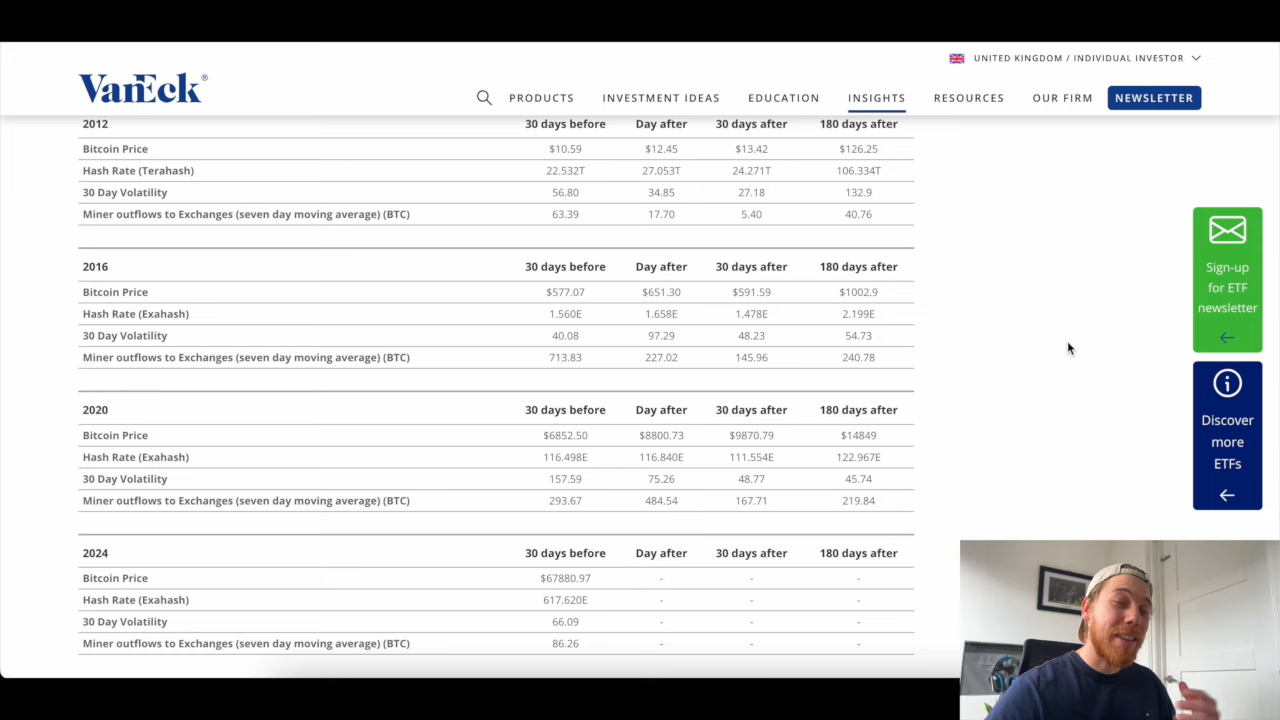 UNITED KINGDOM / INDIVIDUAL INVESTOR
VanEck®
PRODUCTS INVESTMENT IDEAS EDUCATION INSIGHTS RESOURCES OUR FIRM NEWSLETTER
2012 30 days before Day after 30 days after 180 days after
Bitcoin Price $10.59 $12.45 $13.42 $126.25
Hash Rate (Terahash) 22.532T 27.053T 24.271T 106.334T
30 Day Volatility 56.80 34.85 27.18 132.9
Miner outflows to Exchanges (seven day moving average) (BTC) 63.39 17.70 5.40 40.76
2016 30 days before Day after 30 days after 180 days after
Bitcoin Price $577.07 $651.30 $591.59 $1002.9
Hash Rate (Exahash) 1.560E 1.658E 1.478E 2.199E
30 Day Volatility 40.08 97.29 48.23 54.73
Miner outflows to Exchanges (seven day moving average) (BTC) 713.83 227.02 145.96 240.78
2020 30 days before Day after 30 days after 180 days after
Bitcoin Price $6852.50 $8800.73 $9870.79 $14849
Hash Rate (Exahash) 116.498E 116.840E 111.554E 122.967E
30 Day Volatility 157.59 75.26 48.77 45.74
Miner outflows to Exchanges (seven day moving average) (BTC) 293.67 484.54 167.71 219.84
2024 30 days before Day after 30 days after 180 days after
Bitcoin Price $67880.97 - - -
Hash Rate (Exahash) 617.620E - - -
30 Day Volatility 66.09 - - -
Miner outflows to Exchanges (seven day moving average) (BTC) 86.26 - - -
Sign-up
for ETF
newsletter
Discover
more
ETFs